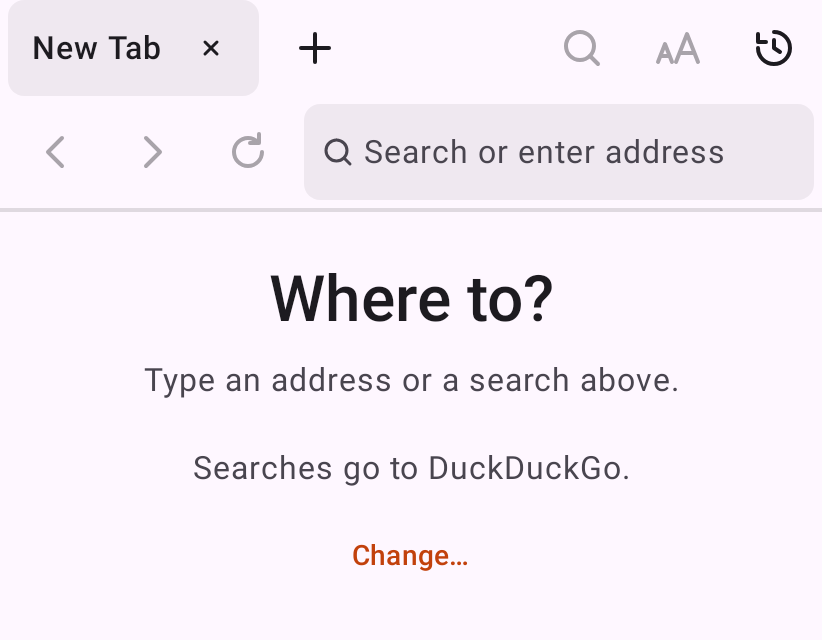 New Tab
AA
Search or enter address
Where to?
Type an address or a search above.
Searches go to DuckDuckGo.
Change…